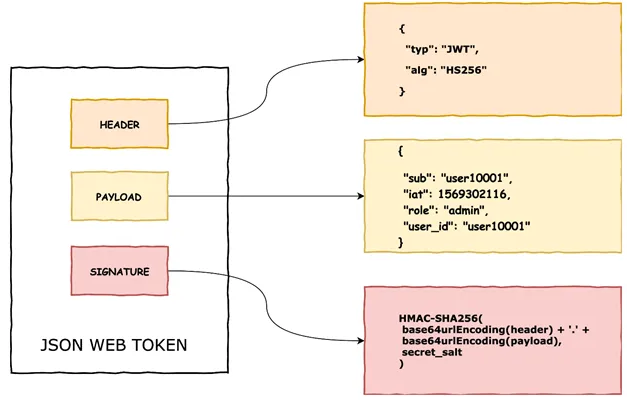 HEADER
PAYLOAD
SIGNATURE
JSON WEB TOKEN
{
"typ": "JWT",
"alg": "HS256"
}
{
"sub": "user10001",
"iat": 1569302116,
"role": "admin",
"user_id": "user10001"
}
HMAC-SHA256(
base64urlEncoding(header) + '.' +
base64urlEncoding(payload),
secret_salt
)